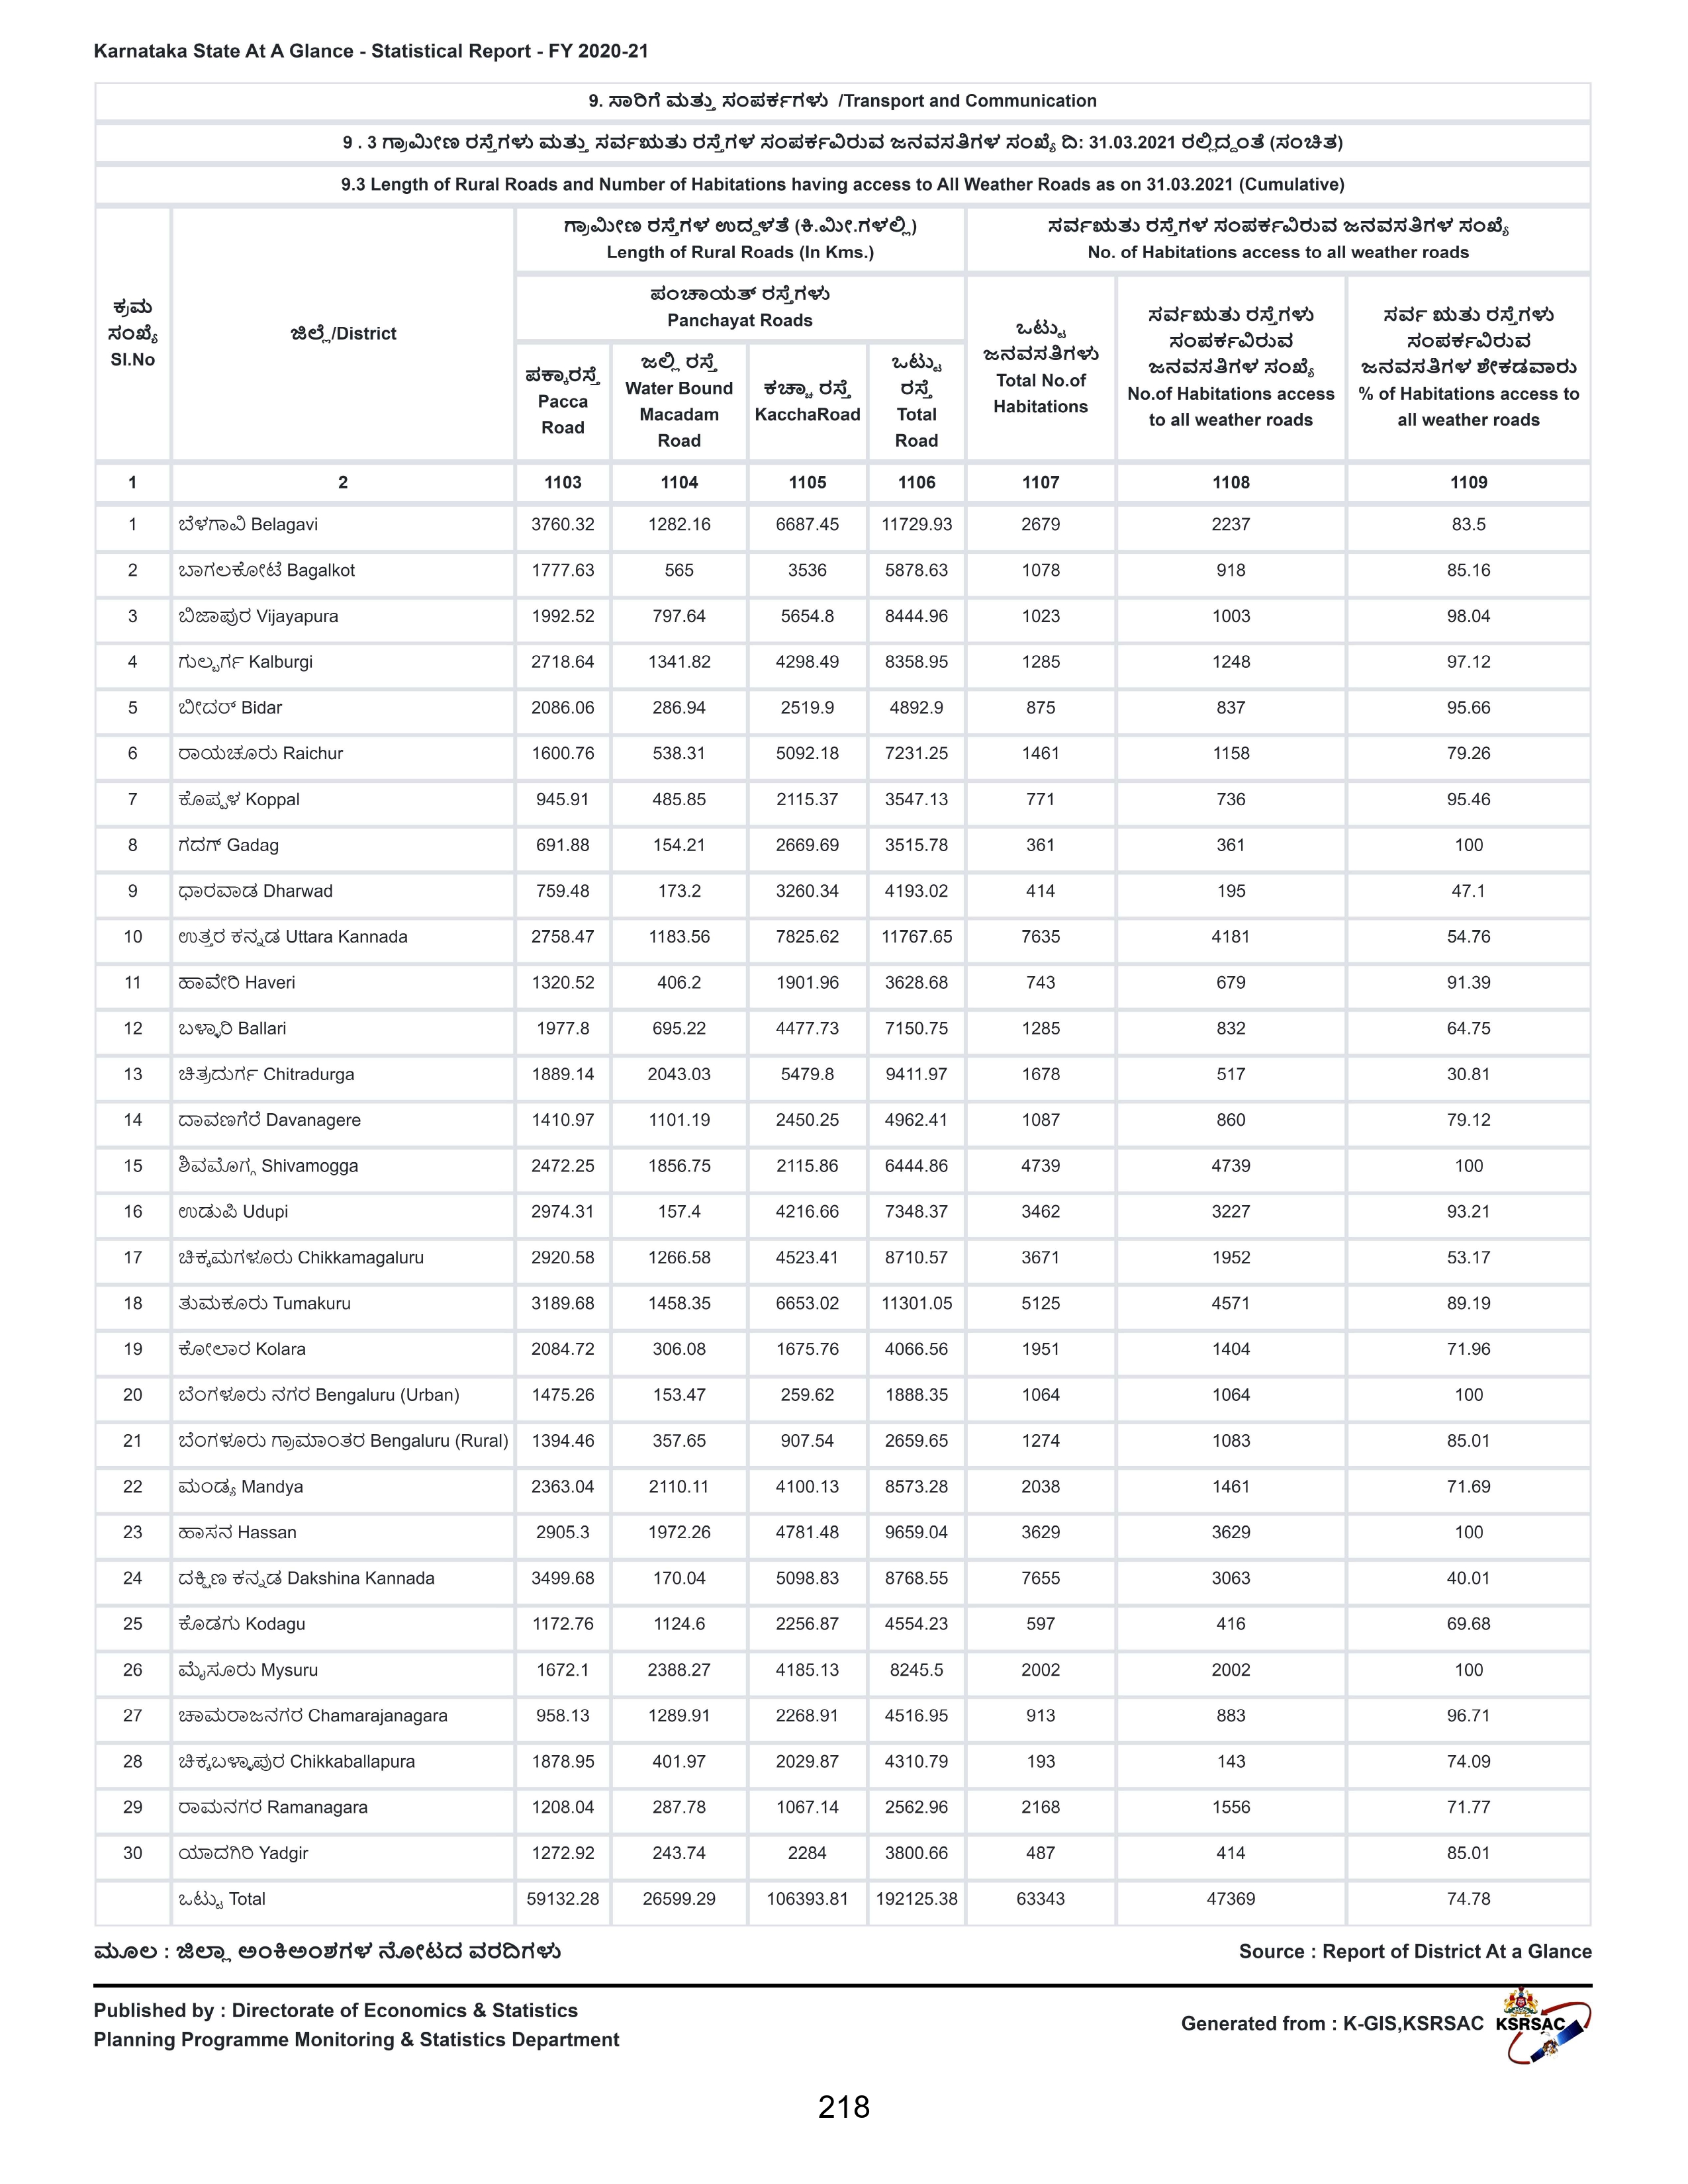 Karnataka State At A Glance - Statistical Report - FY 2020-21
9. ಸಾರಿಗೆ ಮತ್ತು ಸಂಪರ್ಕಗಳು /Transport and Communication
9 . 3 ಗ್ರಾಮೀಣ ರಸ್ತೆಗಳು ಮತ್ತು ಸರ್ವಋತು ರಸ್ತೆಗಳ ಸಂಪರ್ಕವಿರುವ ಜನವಸತಿಗಳ ಸಂಖ್ಯೆ ದಿ: 31.03.2021 ರಲ್ಲಿದ್ದಂತೆ (ಸಂಚಿತ)
9.3 Length of Rural Roads and Number of Habitations having access to All Weather Roads as on 31.03.2021 (Cumulative)
ಕ್ರಮ ಸಂಖ್ಯೆ Sl.No
ಜಿಲ್ಲೆ/District
ಗ್ರಾಮೀಣ ರಸ್ತೆಗಳ ಉದ್ದಳತೆ (ಕಿ.ಮೀ.ಗಳಲ್ಲಿ)
Length of Rural Roads (In Kms.)
ಸರ್ವಋತು ರಸ್ತೆಗಳ ಸಂಪರ್ಕವಿರುವ ಜನವಸತಿಗಳ ಸಂಖ್ಯೆ
No. of Habitations access to all weather roads
ಪಂಚಾಯತ್ ರಸ್ತೆಗಳು
Panchayat Roads
ಪಕ್ಕಾರಸ್ತೆ Pacca Road
ಜಲ್ಲಿ ರಸ್ತೆ Water Bound Macadam Road
ಕಚ್ಚಾ ರಸ್ತೆ KacchaRoad
ಒಟ್ಟು ರಸ್ತೆ Total Road
ಒಟ್ಟು ಜನವಸತಿಗಳು Total No.of Habitations
ಸರ್ವಋತು ರಸ್ತೆಗಳು ಸಂಪರ್ಕವಿರುವ ಜನವಸತಿಗಳ ಸಂಖ್ಯೆ No.of Habitations access to all weather roads
ಸರ್ವ ಋತು ರಸ್ತೆಗಳು ಸಂಪರ್ಕವಿರುವ ಜನವಸತಿಗಳ ಶೇಕಡವಾರು % of Habitations access to all weather roads
1 2 1103 1104 1105 1106 1107 1108 1109
1 ಬೆಳಗಾವಿ Belagavi 3760.32 1282.16 6687.45 11729.93 2679 2237 83.5
2 ಬಾಗಲಕೋಟೆ Bagalkot 1777.63 565 3536 5878.63 1078 918 85.16
3 ಬಿಜಾಪುರ Vijayapura 1992.52 797.64 5654.8 8444.96 1023 1003 98.04
4 ಗುಲ್ಬರ್ಗ Kalburgi 2718.64 1341.82 4298.49 8358.95 1285 1248 97.12
5 ಬೀದರ್ Bidar 2086.06 286.94 2519.9 4892.9 875 837 95.66
6 ರಾಯಚೂರು Raichur 1600.76 538.31 5092.18 7231.25 1461 1158 79.26
7 ಕೊಪ್ಪಳ Koppal 945.91 485.85 2115.37 3547.13 771 736 95.46
8 ಗದಗ್ Gadag 691.88 154.21 2669.69 3515.78 361 361 100
9 ಧಾರವಾಡ Dharwad 759.48 173.2 3260.34 4193.02 414 195 47.1
10 ಉತ್ತರ ಕನ್ನಡ Uttara Kannada 2758.47 1183.56 7825.62 11767.65 7635 4181 54.76
11 ಹಾವೇರಿ Haveri 1320.52 406.2 1901.96 3628.68 743 679 91.39
12 ಬಳ್ಳಾರಿ Ballari 1977.8 695.22 4477.73 7150.75 1285 832 64.75
13 ಚಿತ್ರದುರ್ಗ Chitradurga 1889.14 2043.03 5479.8 9411.97 1678 517 30.81
14 ದಾವಣಗೆರೆ Davanagere 1410.97 1101.19 2450.25 4962.41 1087 860 79.12
15 ಶಿವಮೊಗ್ಗ Shivamogga 2472.25 1856.75 2115.86 6444.86 4739 4739 100
16 ಉಡುಪಿ Udupi 2974.31 157.4 4216.66 7348.37 3462 3227 93.21
17 ಚಿಕ್ಕಮಗಳೂರು Chikkamagaluru 2920.58 1266.58 4523.41 8710.57 3671 1952 53.17
18 ತುಮಕೂರು Tumakuru 3189.68 1458.35 6653.02 11301.05 5125 4571 89.19
19 ಕೋಲಾರ Kolara 2084.72 306.08 1675.76 4066.56 1951 1404 71.96
20 ಬೆಂಗಳೂರು ನಗರ Bengaluru (Urban) 1475.26 153.47 259.62 1888.35 1064 1064 100
21 ಬೆಂಗಳೂರು ಗ್ರಾಮಾಂತರ Bengaluru (Rural) 1394.46 357.65 907.54 2659.65 1274 1083 85.01
22 ಮಂಡ್ಯ Mandya 2363.04 2110.11 4100.13 8573.28 2038 1461 71.69
23 ಹಾಸನ Hassan 2905.3 1972.26 4781.48 9659.04 3629 3629 100
24 ದಕ್ಷಿಣ ಕನ್ನಡ Dakshina Kannada 3499.68 170.04 5098.83 8768.55 7655 3063 40.01
25 ಕೊಡಗು Kodagu 1172.76 1124.6 2256.87 4554.23 597 416 69.68
26 ಮೈಸೂರು Mysuru 1672.1 2388.27 4185.13 8245.5 2002 2002 100
27 ಚಾಮರಾಜನಗರ Chamarajanagara 958.13 1289.91 2268.91 4516.95 913 883 96.71
28 ಚಿಕ್ಕಬಳ್ಳಾಪುರ Chikkaballapura 1878.95 401.97 2029.87 4310.79 193 143 74.09
29 ರಾಮನಗರ Ramanagara 1208.04 287.78 1067.14 2562.96 2168 1556 71.77
30 ಯಾದಗಿರಿ Yadgir 1272.92 243.74 2284 3800.66 487 414 85.01
ಒಟ್ಟು Total 59132.28 26599.29 106393.81 192125.38 63343 47369 74.78
ಮೂಲ : ಜಿಲ್ಲಾ ಅಂಕಿಅಂಶಗಳ ನೋಟದ ವರದಿಗಳು Source : Report of District At a Glance
Published by : Directorate of Economics & Statistics
Planning Programme Monitoring & Statistics Department
Generated from : K-GIS,KSRSAC KSRSAC
218